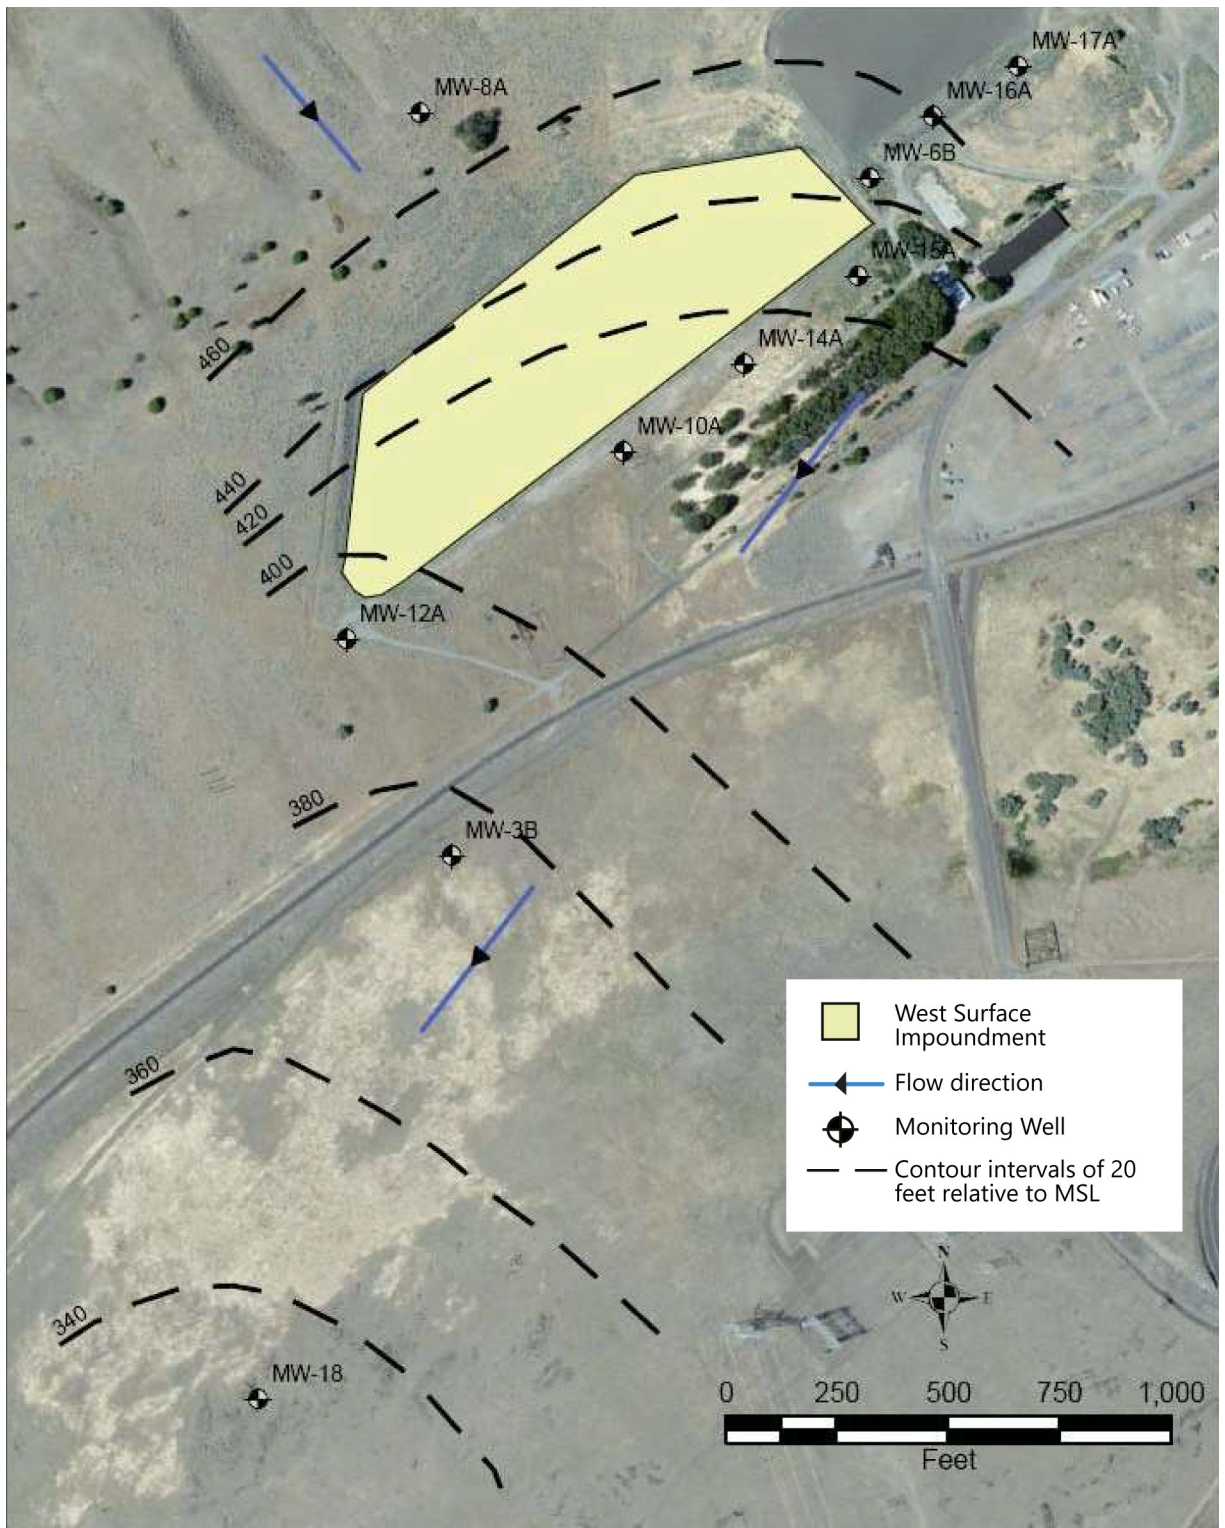 MW-17A
MW-8A
MW-16A
MW-6B
MW-15A
MW-14A
460
MW-10A
440
420
400
MW-12A
380
MW-3B
West Surface
Impoundment
Flow direction
360
Monitoring Well
Contour intervals of 20
feet relative to MSL
N
W E
S
340
MW-18
0 250 500 750 1,000
Feet